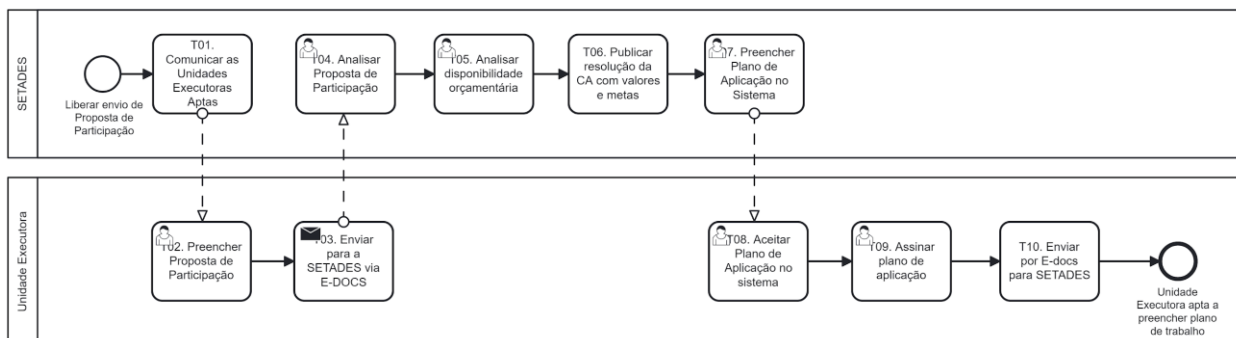 SETADES
Liberar envio de
Proposta de
Participação
T01.
Comunicar as
Unidades
Executoras
Aptas
T04. Analisar
Proposta de
Participação
T05. Analisar
disponibilidade
orçamentária
T06. Publicar
resolução da
CA com valores
e metas
7. Preencher
Plano de
Aplicação no
Sistema
Unidade Executora
T02. Preencher
Proposta de
Participação
T03. Enviar
para a
SETADES via
E-DOCS
T08. Aceitar
Plano de
Aplicação no
sistema
T09. Assinar
plano de
aplicação
T10. Enviar
por E-docs
para SETADES
Unidade
Executora apta a
preencher plano
de trabalho